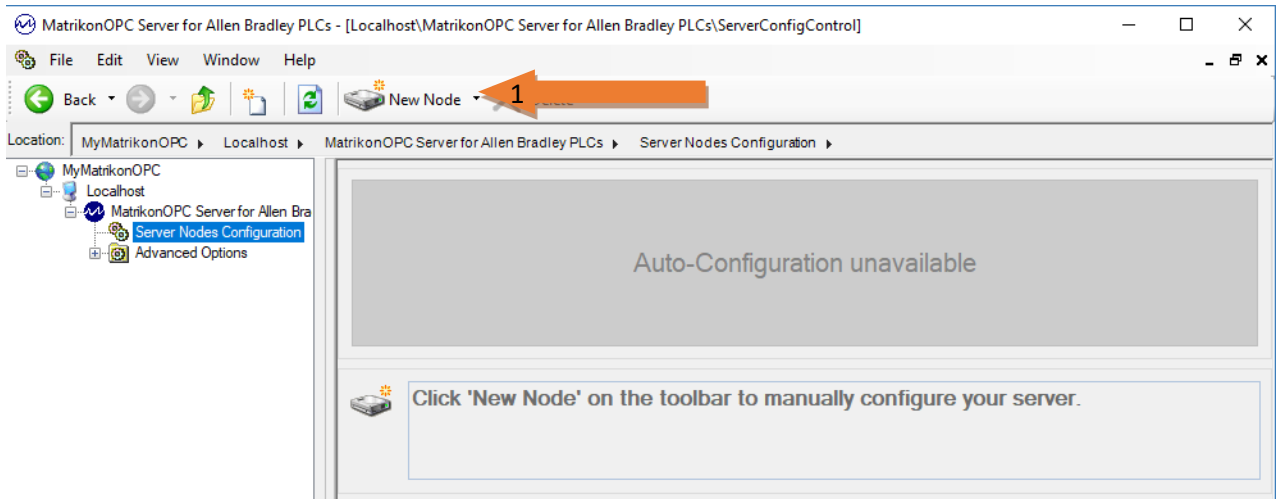 MatrikonOPC Server for Allen Bradley PLCs - [Localhost\MatrikonOPC Server for Allen Bradley PLCs\ServerConfigControl]
File Edit View Window Help
Back New Node 1
Location: MyMatrikonOPC Localhost MatrikonOPC Server for Allen Bradley PLCs Server Nodes Configuration
MyMatrikonOPC
Localhost
MatrikonOPC Server for Allen Bra
Server Nodes Configuration
Advanced Options
Auto-Configuration unavailable
Click 'New Node' on the toolbar to manually configure your server.